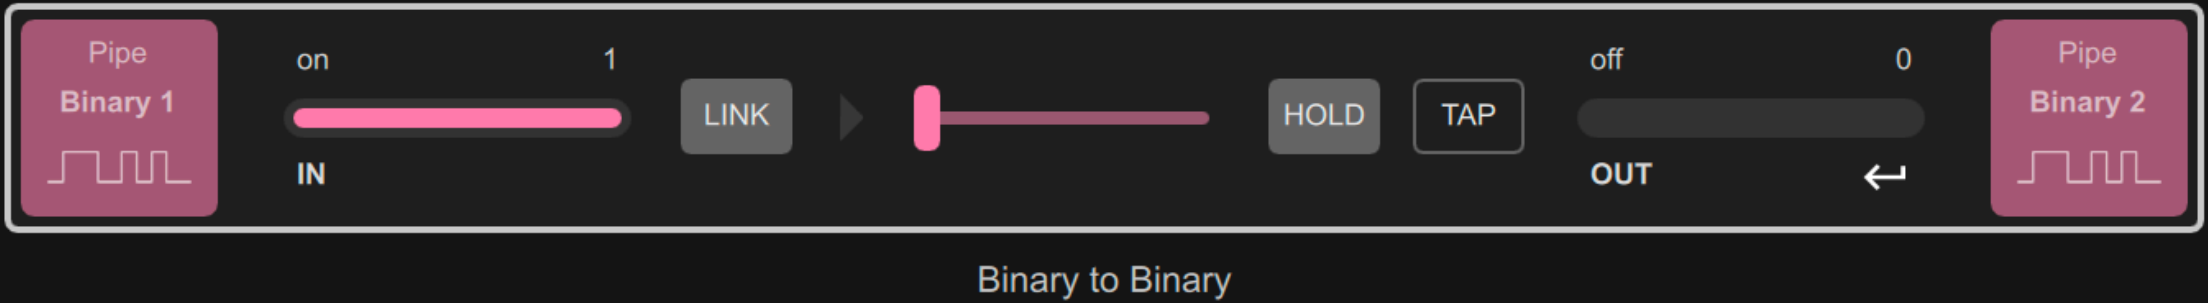 Pipe
Binary 1
on 1
IN
LINK
HOLD
TAP
off 0
OUT
Pipe
Binary 2
Binary to Binary